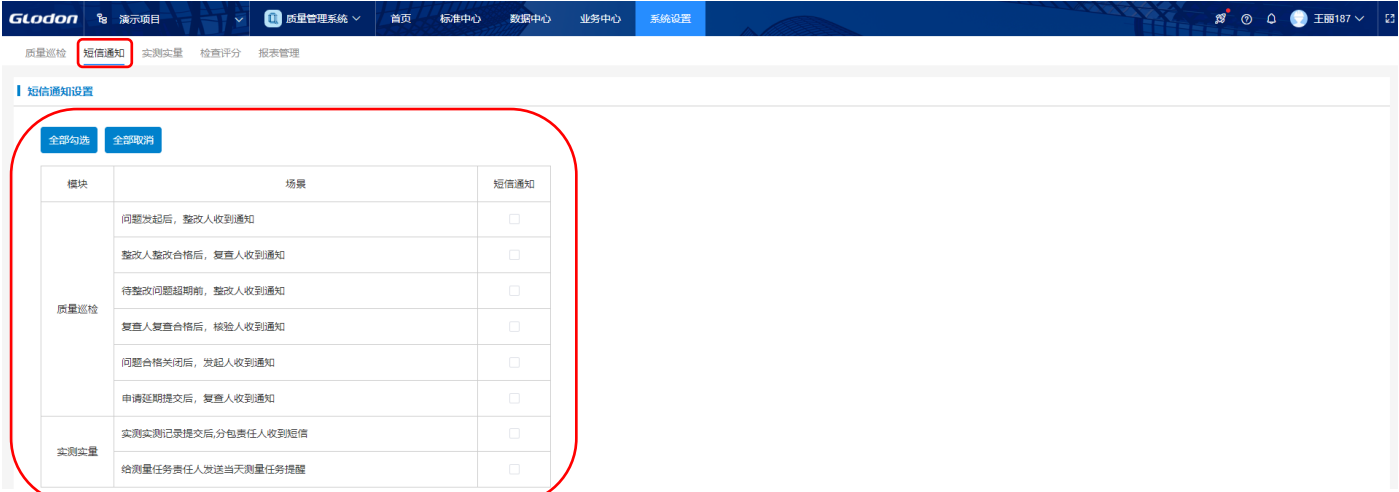 GLODON 演示项目 质量管理系统 首页 标准中心 数据中心 业务中心 系统设置 王丽187
质量巡检 短信通知 实测实量 检查评分 报表管理
短信通知设置
全部勾选 全部取消
模块 场景 短信通知
质量巡检
问题发起后，整改人收到通知
整改人整改合格后，复查人收到通知
待整改问题超期前，整改人收到通知
复查人复查合格后，核验人收到通知
问题合格关闭后，发起人收到通知
申请延期提交后，复查人收到通知
实测实量
实测实测记录提交后,分包责任人收到短信
给测量任务责任人发送当天测量任务提醒